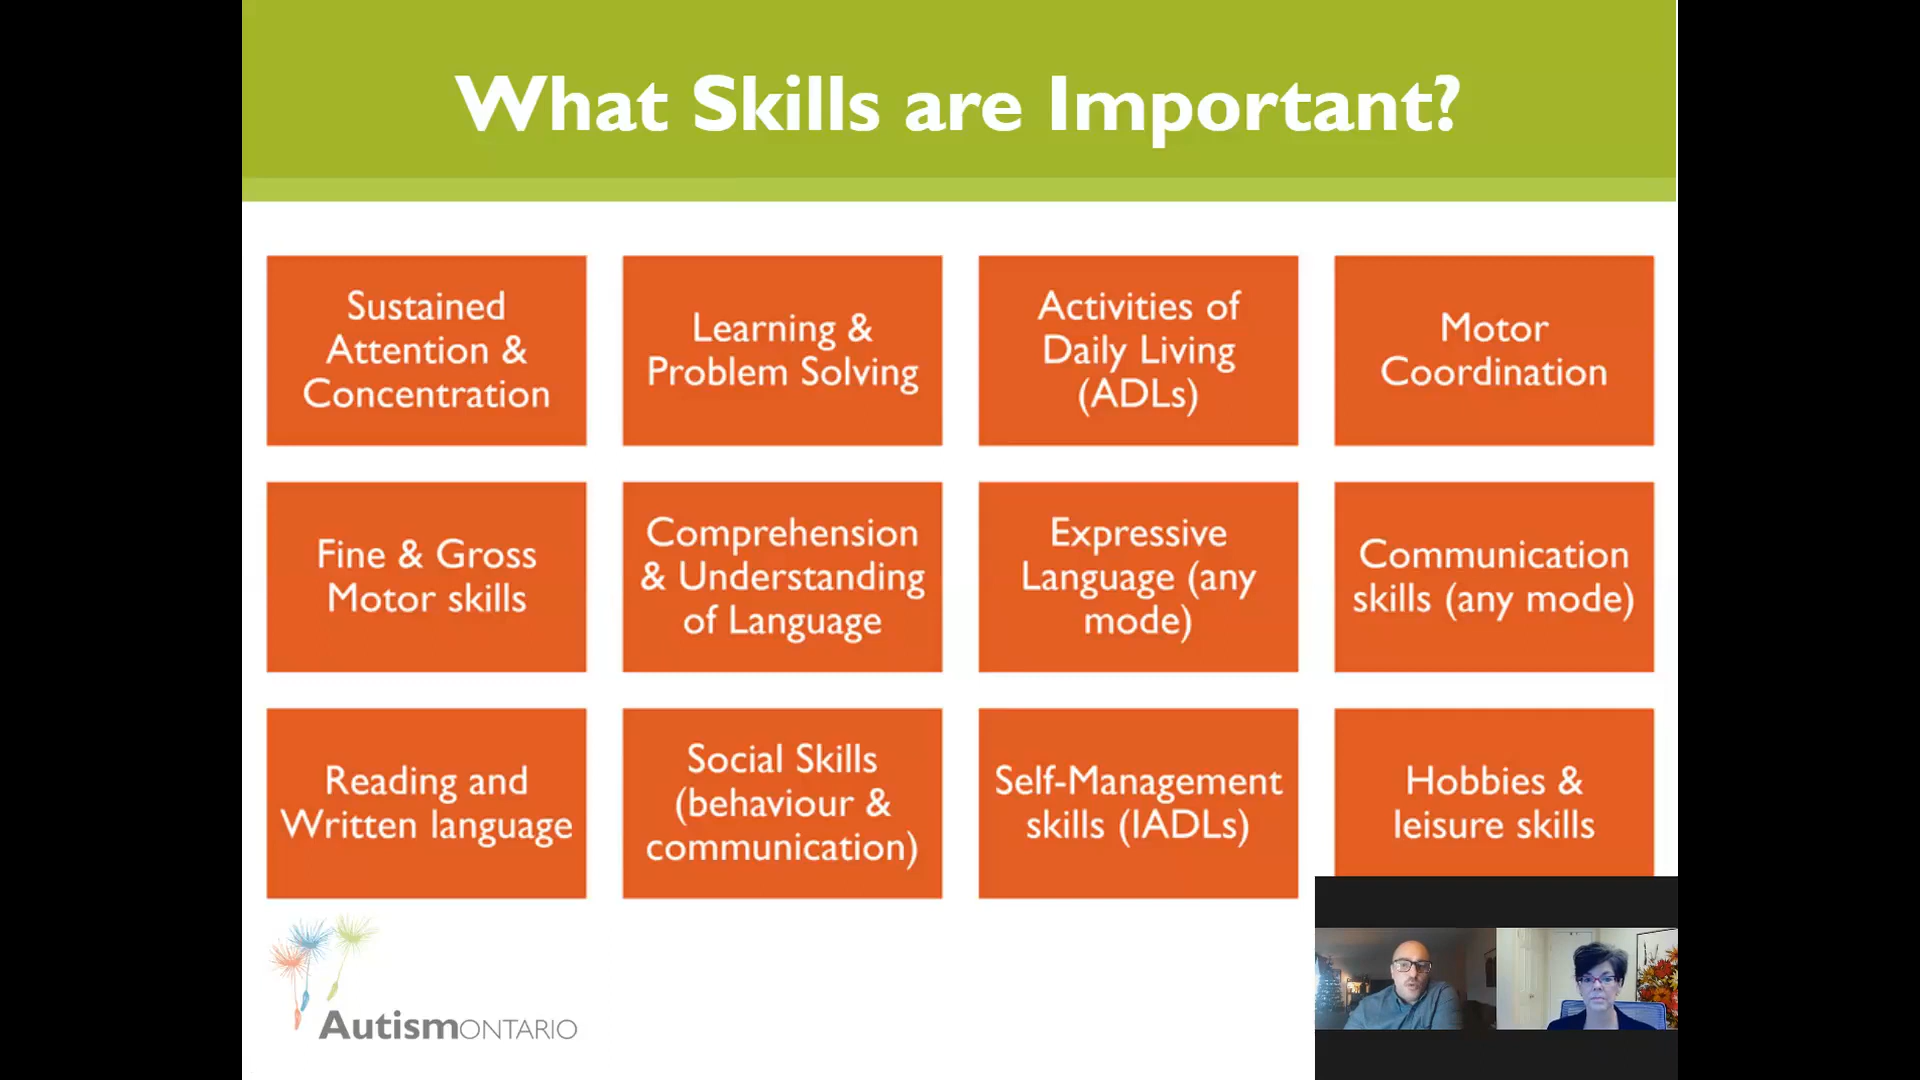 What Skills are Important?
Sustained
Attention &
Concentration
Learning &
Problem Solving
Activities of
Daily Living
(ADLs)
Motor
Coordination
Fine & Gross
Motor skills
Comprehension
& Understanding
of Language
Expressive
Language (any
mode)
Communication
skills (any mode)
Reading and
Written language
Social Skills
(behaviour &
communication)
Self-Management
skills (IADLs)
Hobbies &
leisure skills
AutismONTARIO